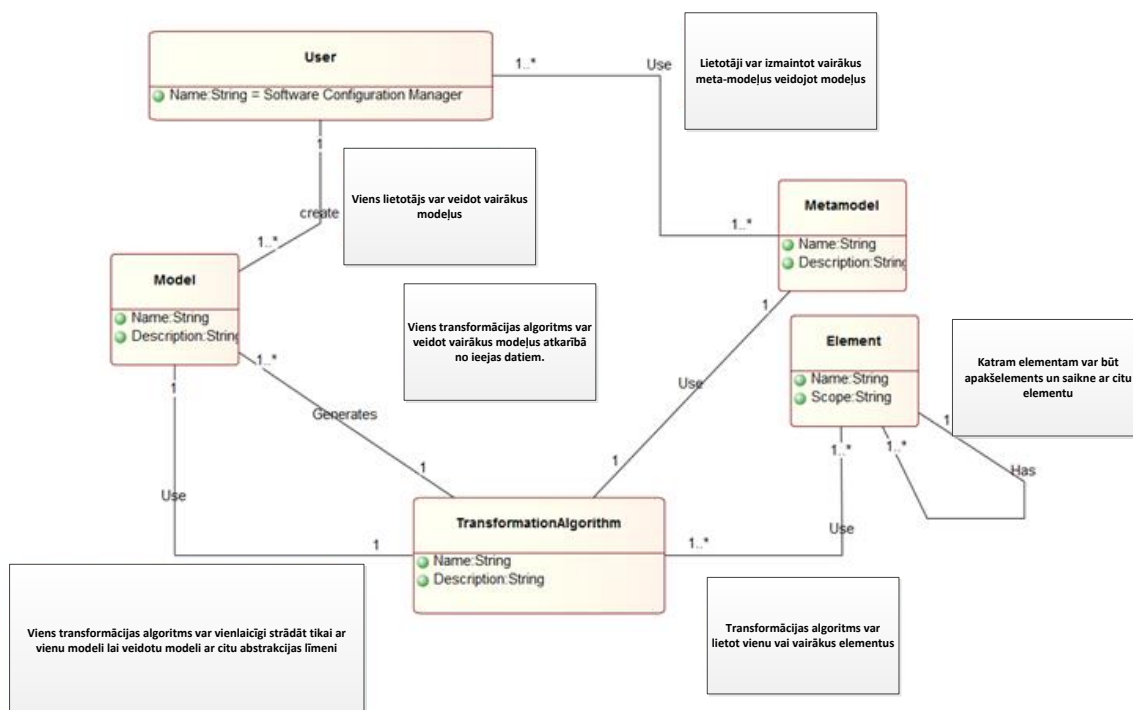 User
Name:String = Software Configuration Manager
1..*
Use
Lietotāji var izmaintot vairākus
meta-modeļus veidojot modeļus
1
create
1..*
Viens lietotājs var veidot vairākus
modeļus
1..*
Metamodel
Name:String
Description:String
1
Model
Name:String
Description:String
1..*
1
Viens transformācijas algoritms var
veidot vairākus modeļus atkarībā
no ieejas datiem.
Element
Name:String
Scope:String
1
1..*
1..*
Has
Katram elementam var būt
apakšelements un saikne ar citu
elementu
Use
Generates
1
1
Use
1
TransformationAlgorithm
Name:String
Description:String
1..*
Use
Viens transformācijas algoritms var vienlaicīgi strādāt tikai ar
vienu modeli lai veidotu modeli ar citu abstrakcijas līmeni
Transformācijas algoritms var
lietot vienu vai vairākus elementus